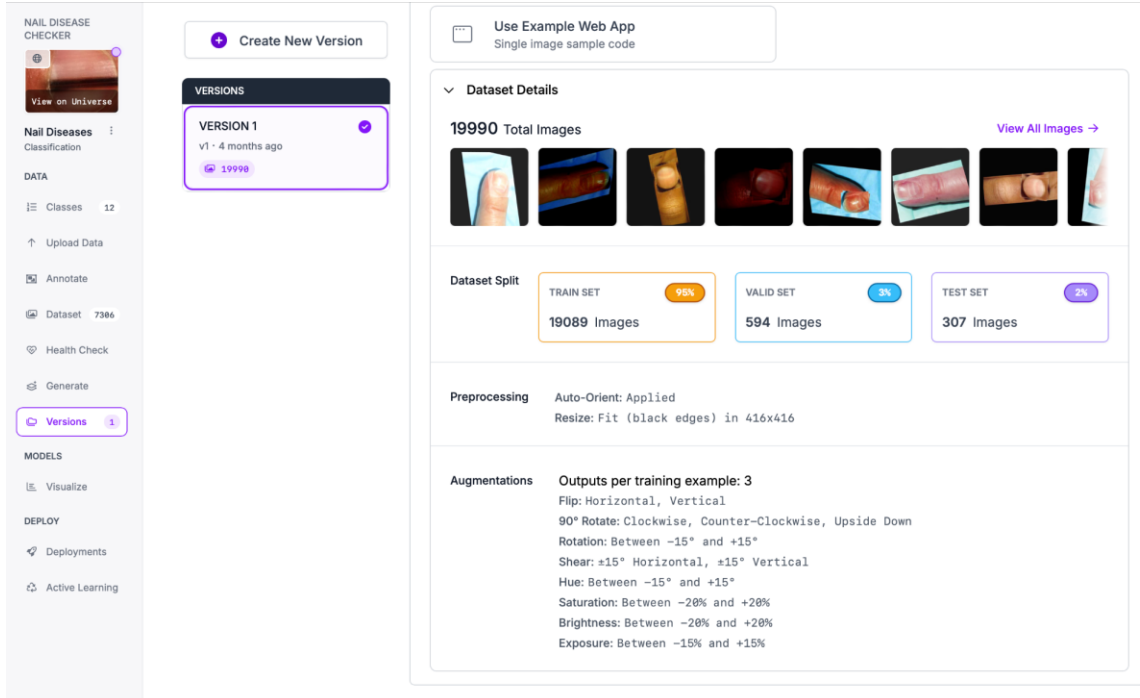 NAIL DISEASE
CHECKER
View on Universe
Nail Diseases
Classification
DATA
Classes 12
Upload Data
Annotate
Dataset 7306
Health Check
Generate
Versions 1
MODELS
Visualize
DEPLOY
Deployments
Active Learning
Create New Version
VERSIONS
VERSION 1
v1 · 4 months ago
19990
Use Example Web App
Single image sample code
Dataset Details
19990 Total Images
View All Images →
Dataset Split
TRAIN SET 95%
19089 Images
VALID SET 3%
594 Images
TEST SET 2%
307 Images
Preprocessing
Auto-Orient: Applied
Resize: Fit (black edges) in 416x416
Augmentations
Outputs per training example: 3
Flip: Horizontal, Vertical
90° Rotate: Clockwise, Counter-Clockwise, Upside Down
Rotation: Between -15° and +15°
Shear: ±15° Horizontal, ±15° Vertical
Hue: Between -15° and +15°
Saturation: Between -20% and +20%
Brightness: Between -20% and +20%
Exposure: Between -15% and +15%